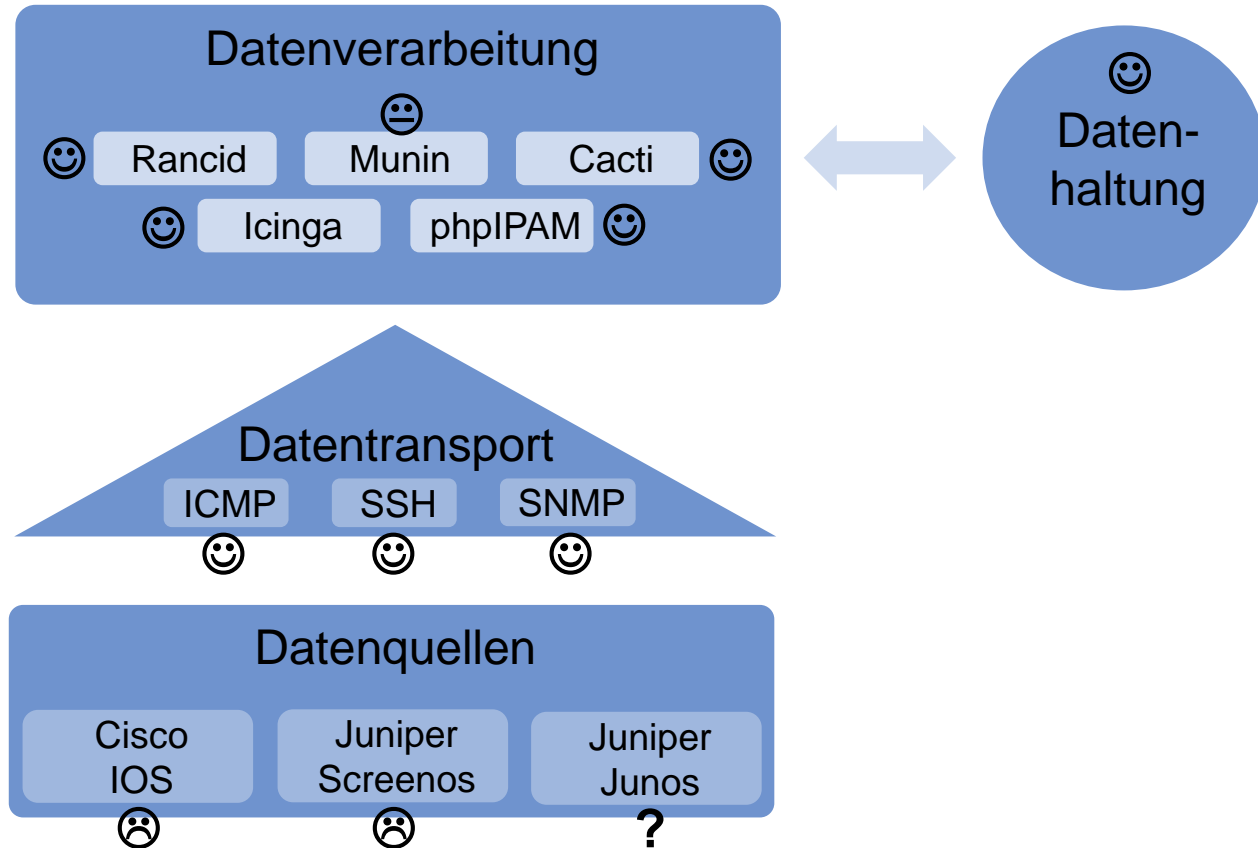 Datenverarbeitung
Rancid
Munin
Cacti
Icinga
phpIPAM
Daten-
haltung
Datentransport
ICMP
SSH
SNMP
Datenquellen
Cisco
IOS
Juniper
Screenos
Juniper
Junos
?